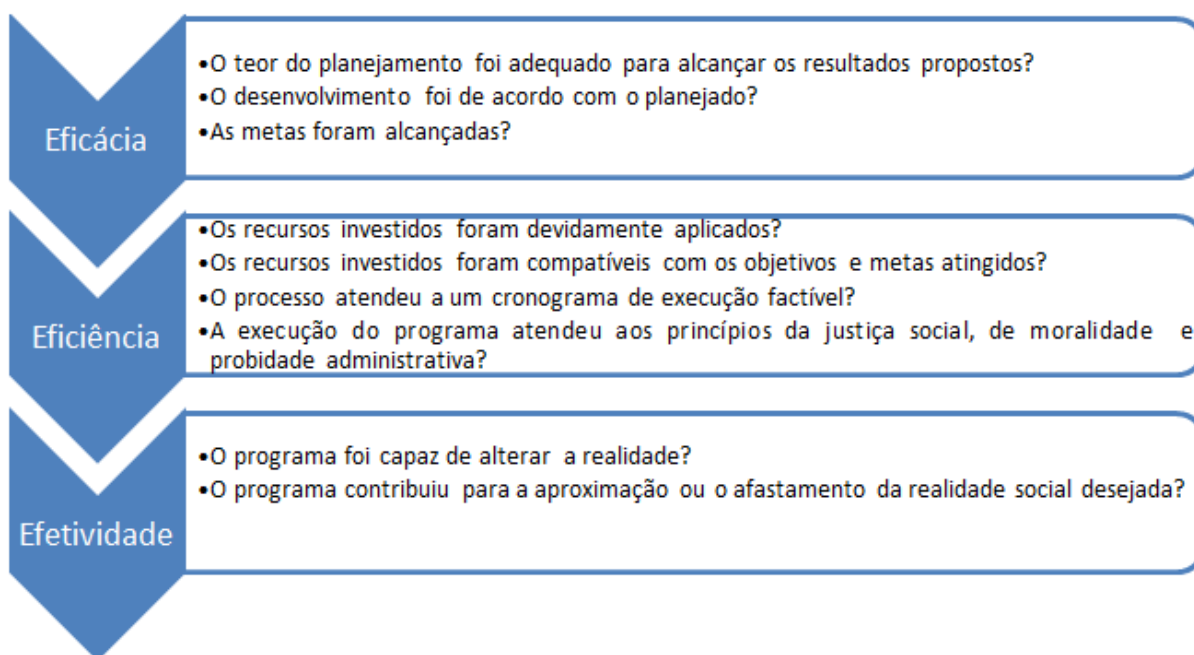 Eficácia
•O teor do planejamento foi adequado para alcançar os resultados propostos?
•O desenvolvimento foi de acordo com o planejado?
•As metas foram alcançadas?
Eficiência
•Os recursos investidos foram devidamente aplicados?
•Os recursos investidos foram compatíveis com os objetivos e metas atingidos?
•O processo atendeu a um cronograma de execução factível?
•A execução do programa atendeu aos princípios da justiça social, de moralidade e
probidade administrativa?
Efetividade
•O programa foi capaz de alterar a realidade?
•O programa contribuiu para a aproximação ou o afastamento da realidade social desejada?